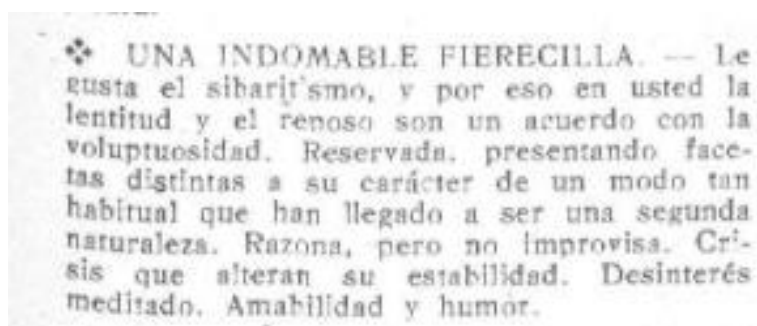 ❖ UNA INDOMABLE FIERECILLA. — Le
gusta el sibaritismo, y por eso en usted la
lentitud y el reposo son un acuerdo con la
voluptuosidad. Reservada, presentando face-
tas distintas a su carácter de un modo tan
habitual que han llegado a ser una segunda
naturaleza. Razona, pero no improvisa. Cri-
sis que alteran su estabilidad. Desinterés
meditado. Amabilidad y humor.